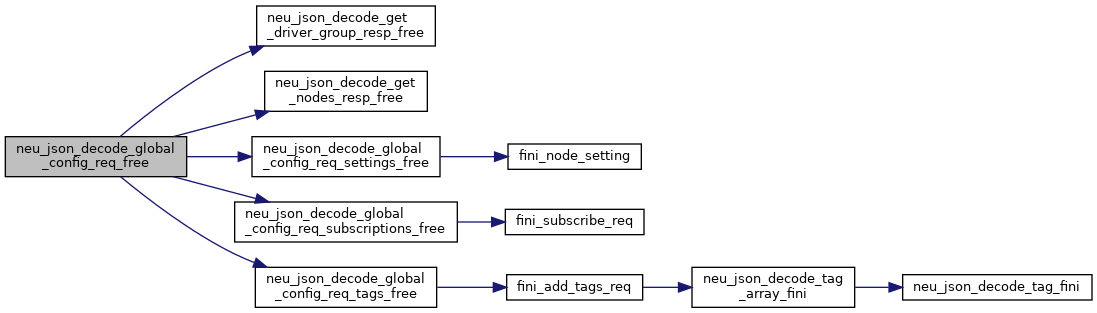 neu_json_decode_get
_driver_group_resp_free
neu_json_decode_get
_nodes_resp_free
neu_json_decode_global
_config_req_free
neu_json_decode_global
_config_req_settings_free
fini_node_setting
neu_json_decode_global
_config_req_subscriptions_free
fini_subscribe_req
neu_json_decode_global
_config_req_tags_free
fini_add_tags_req
neu_json_decode_tag
_array_fini
neu_json_decode_tag_fini